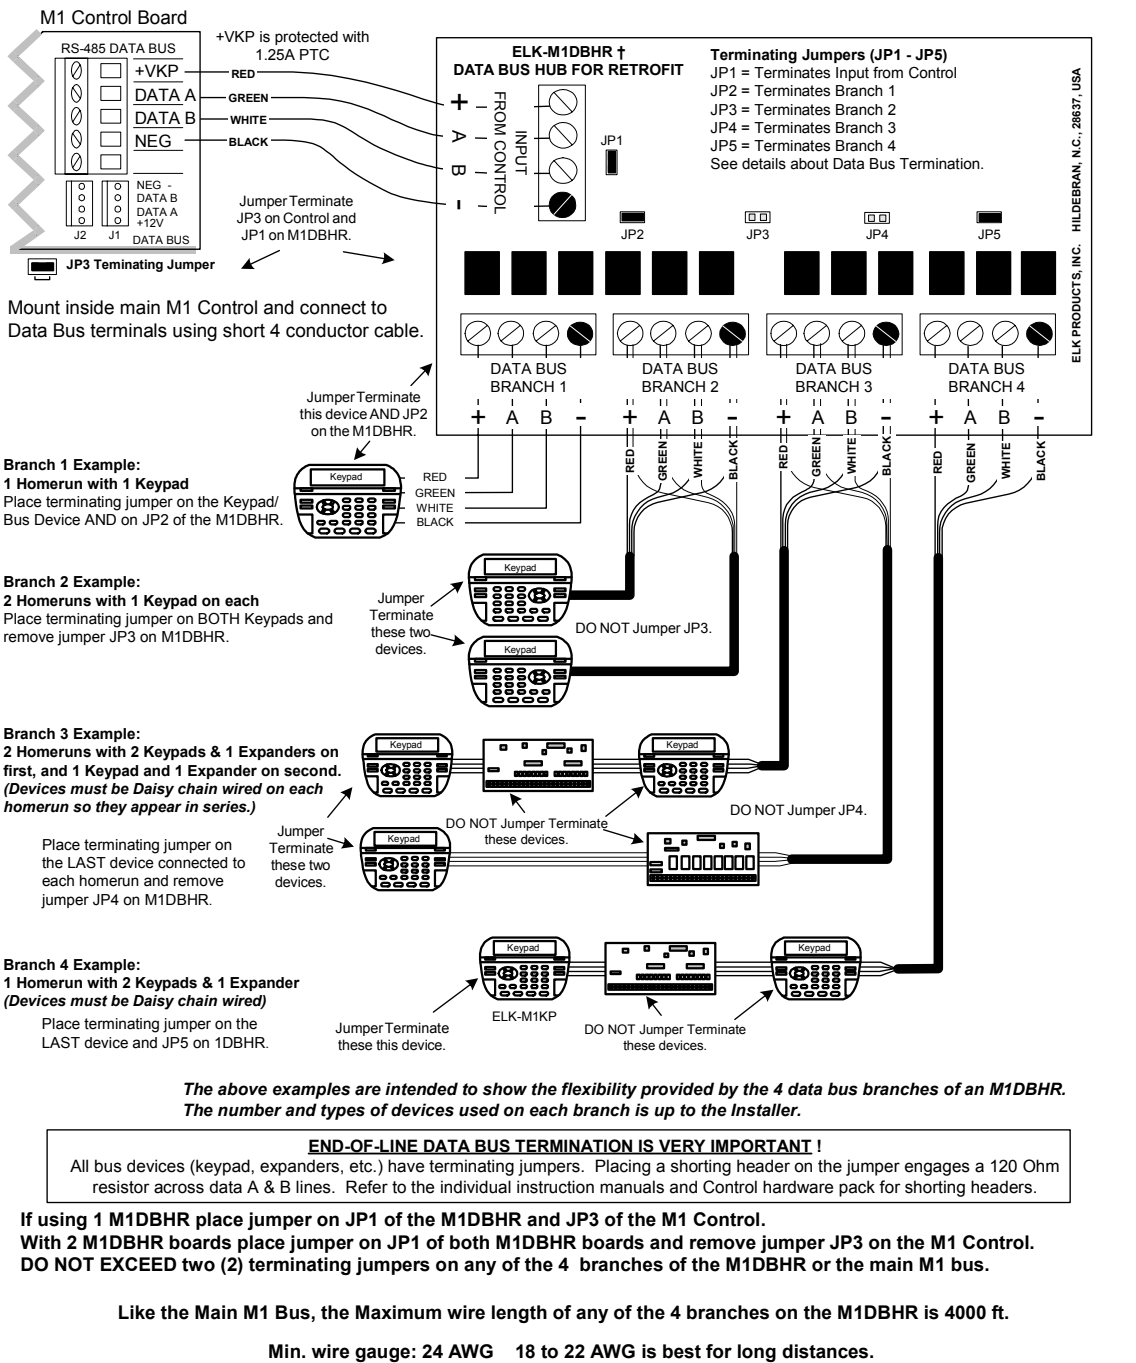 M1 Control Board
RS-485 DATA BUS
+VKP
DATA A
DATA B
NEG
NEG -
DATA B
DATA A
+12V
J2
J1
DATA BUS
JP3 Teminating Jumper
+VKP is protected with
1.25A PTC
RED
GREEN
WHITE
BLACK
Jumper Terminate
JP3 on Control and
JP1 on M1DBHR.
Mount inside main M1 Control and connect to
Data Bus terminals using short 4 conductor cable.
ELK-M1DBHR †
DATA BUS HUB FOR RETROFIT
+
A
B
-
FROM CONTROL
INPUT
JP1
Terminating Jumpers (JP1 - JP5)
JP1 = Terminates Input from Control
JP2 = Terminates Branch 1
JP3 = Terminates Branch 2
JP4 = Terminates Branch 3
JP5 = Terminates Branch 4
See details about Data Bus Termination.
ELK PRODUCTS, INC. HILDEBRAN, N.C., 28637, USA
JP2
JP3
JP4
JP5
DATA BUS
BRANCH 1
DATA BUS
BRANCH 2
DATA BUS
BRANCH 3
DATA BUS
BRANCH 4
+ A B -
+ A B -
+ A B -
+ A B -
RED
GREEN
WHITE
BLACK
RED
GREEN
WHITE
BLACK
RED
GREEN
WHITE
BLACK
Jumper Terminate
this device AND JP2
on the M1DBHR.
Branch 1 Example:
1 Homerun with 1 Keypad
Place terminating jumper on the Keypad/
Bus Device AND on JP2 of the M1DBHR.
Keypad
RED
GREEN
WHITE
BLACK
Branch 2 Example:
2 Homeruns with 1 Keypad on each
Place terminating jumper on BOTH Keypads and
remove jumper JP3 on M1DBHR.
Jumper
Terminate
these two
devices.
Keypad
Keypad
DO NOT Jumper JP3.
Branch 3 Example:
2 Homeruns with 2 Keypads & 1 Expanders on
first, and 1 Keypad and 1 Expander on second.
(Devices must be Daisy chain wired on each
homerun so they appear in series.)
Place terminating jumper on
the LAST device connected to
each homerun and remove
jumper JP4 on M1DBHR.
Jumper
Terminate
these two
devices.
Keypad
Keypad
Keypad
DO NOT Jumper Terminate
these devices.
DO NOT Jumper JP4.
Branch 4 Example:
1 Homerun with 2 Keypads & 1 Expander
(Devices must be Daisy chain wired)
Place terminating jumper on the
LAST device and JP5 on 1DBHR.
Keypad
Keypad
ELK-M1KP
Jumper Terminate
these this device.
DO NOT Jumper Terminate
these devices.
The above examples are intended to show the flexibility provided by the 4 data bus branches of an M1DBHR.
The number and types of devices used on each branch is up to the Installer.
END-OF-LINE DATA BUS TERMINATION IS VERY IMPORTANT !
All bus devices (keypad, expanders, etc.) have terminating jumpers. Placing a shorting header on the jumper engages a 120 Ohm
resistor across data A & B lines. Refer to the individual instruction manuals and Control hardware pack for shorting headers.
If using 1 M1DBHR place jumper on JP1 of the M1DBHR and JP3 of the M1 Control.
With 2 M1DBHR boards place jumper on JP1 of both M1DBHR boards and remove jumper JP3 on the M1 Control.
DO NOT EXCEED two (2) terminating jumpers on any of the 4 branches of the M1DBHR or the main M1 bus.
Like the Main M1 Bus, the Maximum wire length of any of the 4 branches on the M1DBHR is 4000 ft.
Min. wire gauge: 24 AWG 18 to 22 AWG is best for long distances.